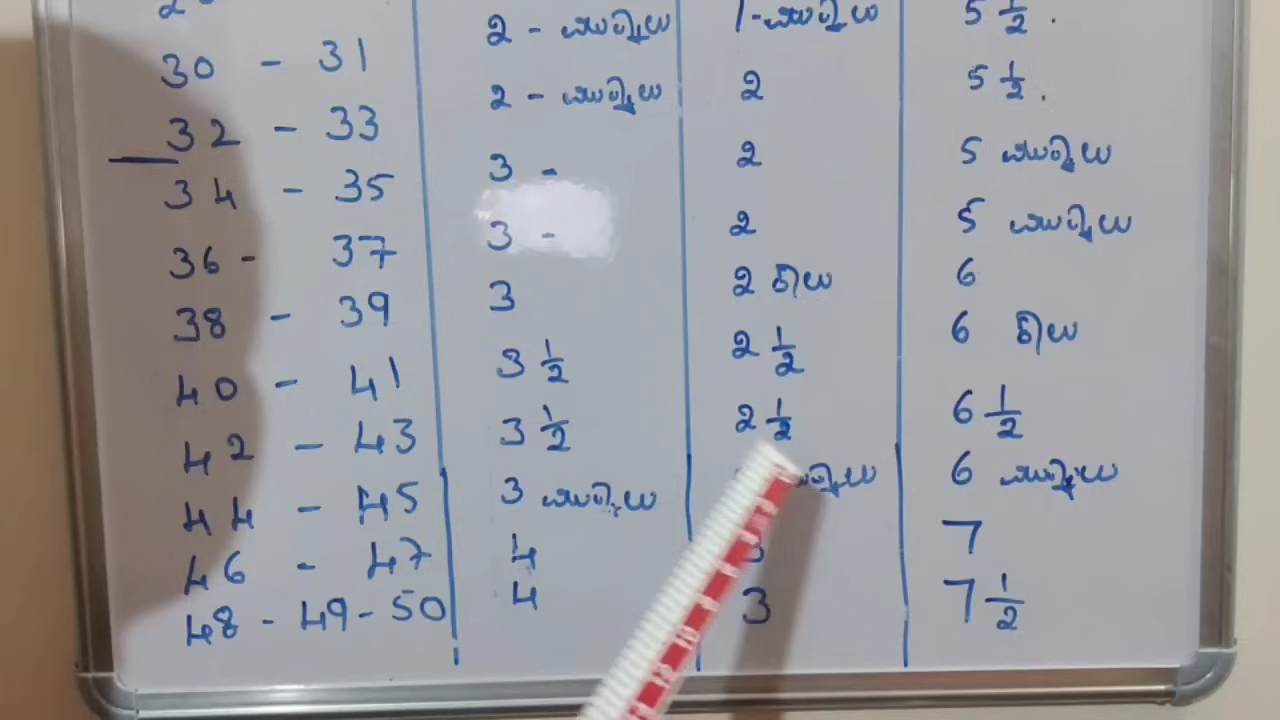 30 - 31 2 - ಮುಕ್ಕಾಲು 1 - ಮುಕ್ಕಾಲು 5 1/2 .
32 - 33 2 - ಮುಕ್ಕಾಲು 2 5 1/2 .
34 - 35 3 - 2 5 ಮುಕ್ಕಾಲು
36 - 37 3 - 2 5 ಮುಕ್ಕಾಲು
38 - 39 3 2 ಕಾಲು 6
40 - 41 3 1/2 2 1/2 6 ಕಾಲು
42 - 43 3 1/2 2 1/2 6 1/2
44 - 45 3 ಮುಕ್ಕಾಲು ಮುಕ್ಕಾಲು 6 ಮುಕ್ಕಾಲು
46 - 47 4 3 7
48 - 49 - 50 4 3 7 1/2